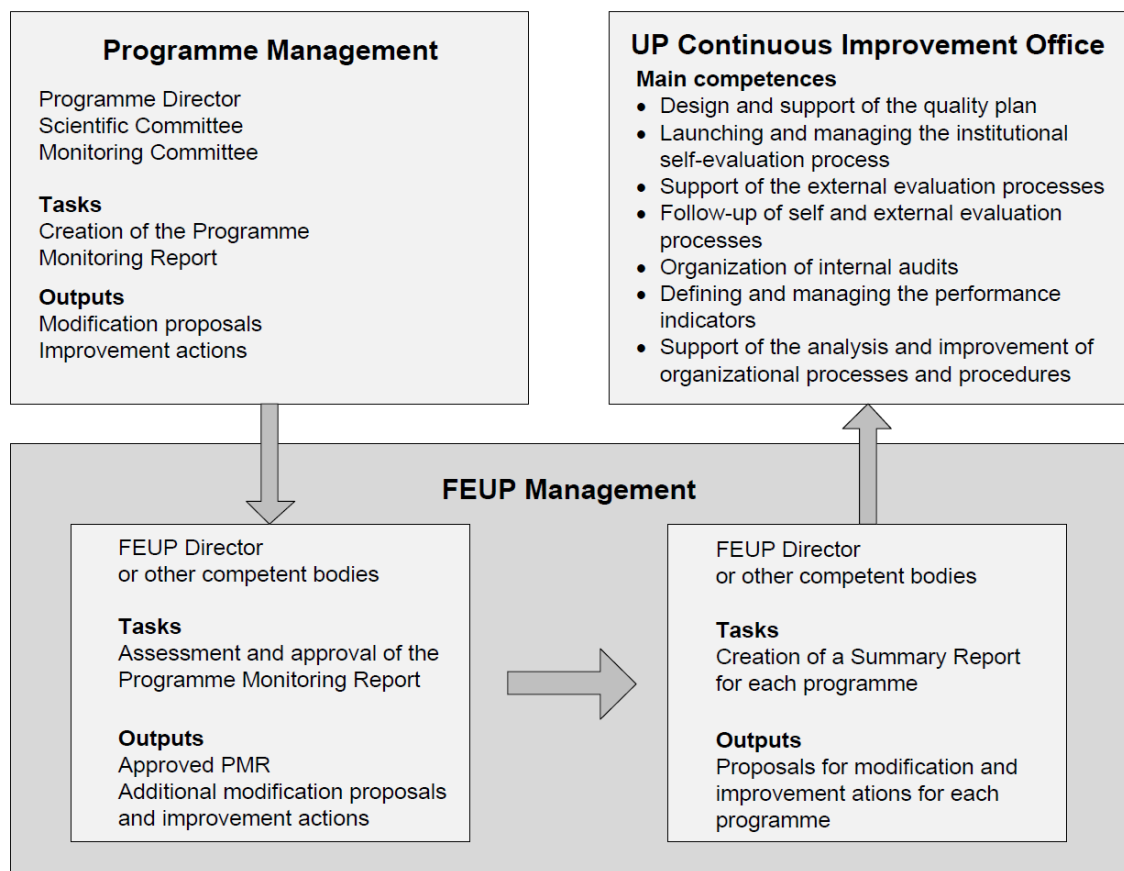 Programme Management
Programme Director
Scientific Committee
Monitoring Committee
Tasks
Creation of the Programme
Monitoring Report
Outputs
Modification proposals
Improvement actions
UP Continuous Improvement Office
Main competences
• Design and support of the quality plan
• Launching and managing the institutional
self-evaluation process
• Support of the external evaluation processes
• Follow-up of self and external evaluation
processes
• Organization of internal audits
• Defining and managing the performance
indicators
• Support of the analysis and improvement of
organizational processes and procedures
FEUP Management
FEUP Director
or other competent bodies
Tasks
Assessment and approval of the
Programme Monitoring Report
Outputs
Approved PMR
Additional modification proposals
and improvement actions
FEUP Director
or other competent bodies
Tasks
Creation of a Summary Report
for each programme
Outputs
Proposals for modification and
improvement ations for each
programme